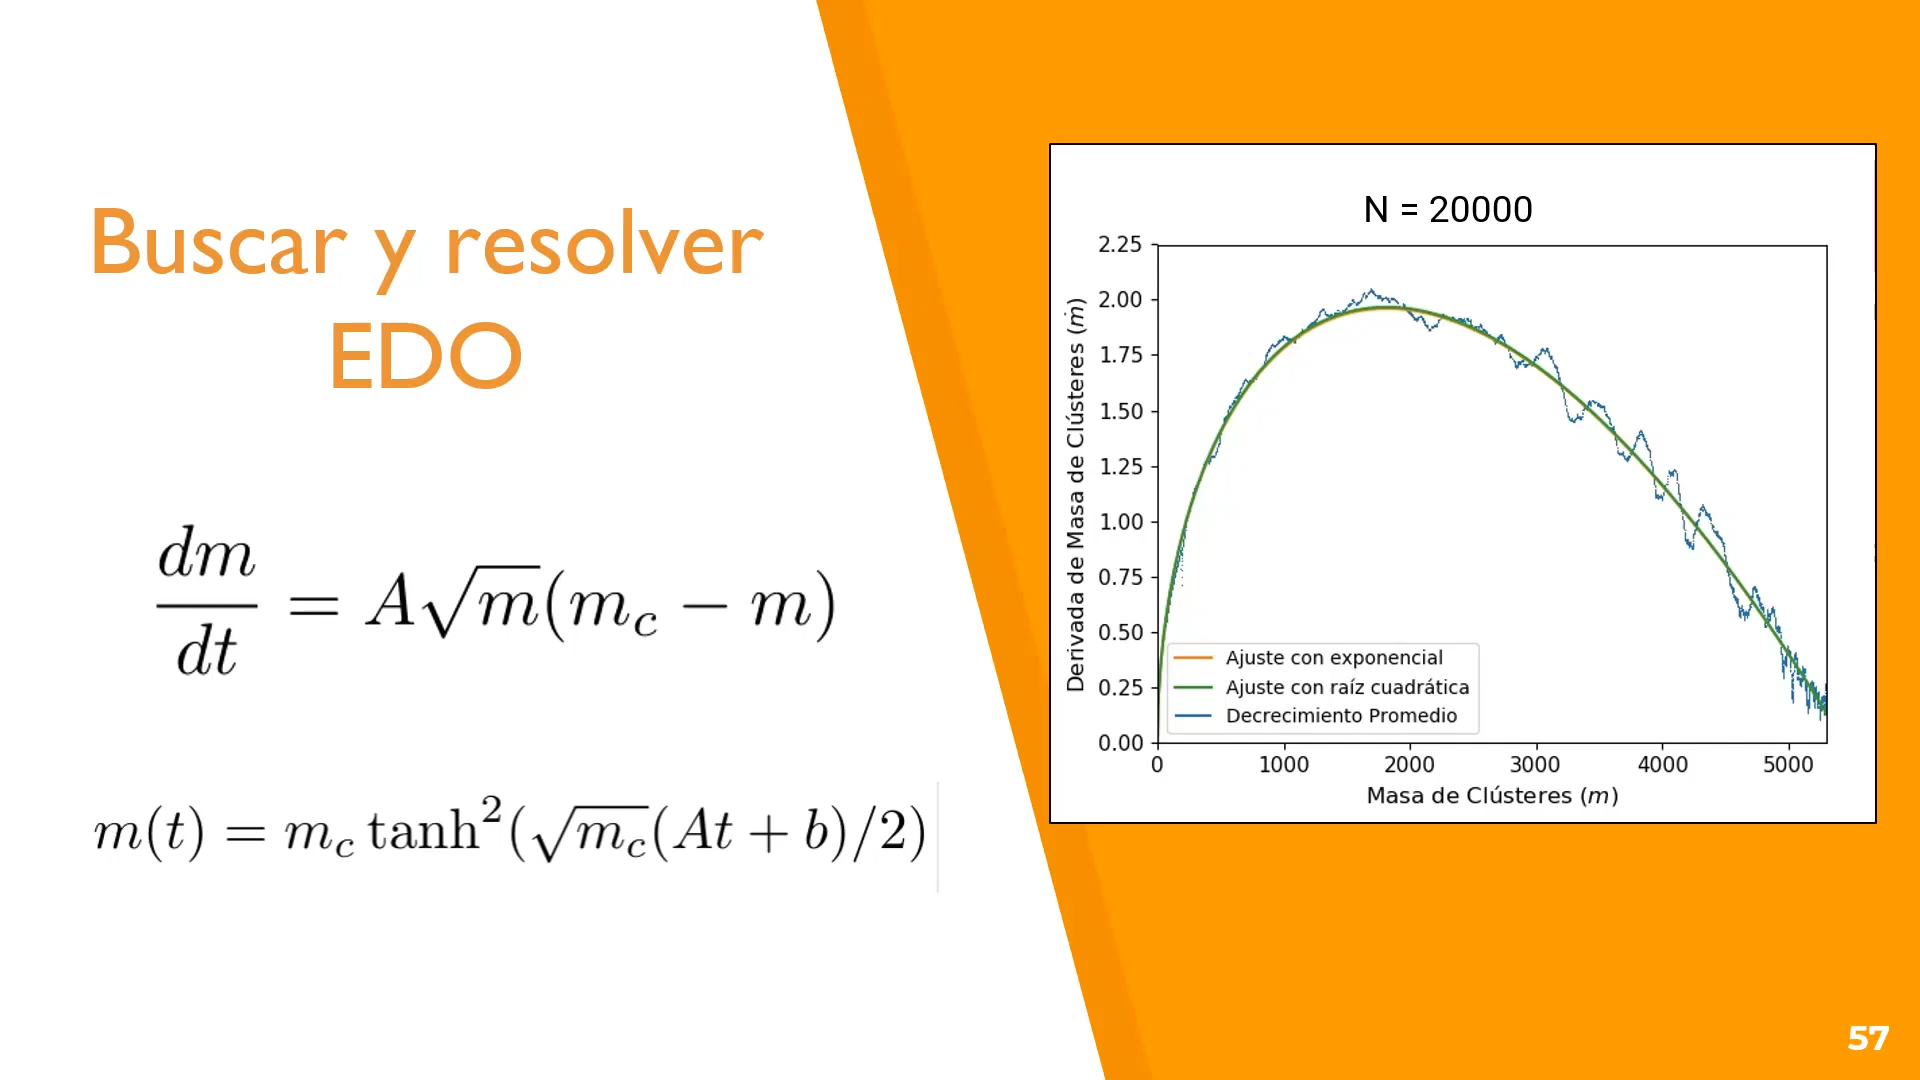 Buscar y resolver
EDO
dm/dt = A√m(m_c − m)
m(t) = m_c tanh²(√m_c(At + b)/2)
N = 20000
2.25
2.00
1.75
1.50
1.25
1.00
0.75
0.50
0.25
0.00
Derivada de Masa de Clústeres (ṁ)
Ajuste con exponencial
Ajuste con raíz cuadrática
Decrecimiento Promedio
0 1000 2000 3000 4000 5000
Masa de Clústeres (m)
57